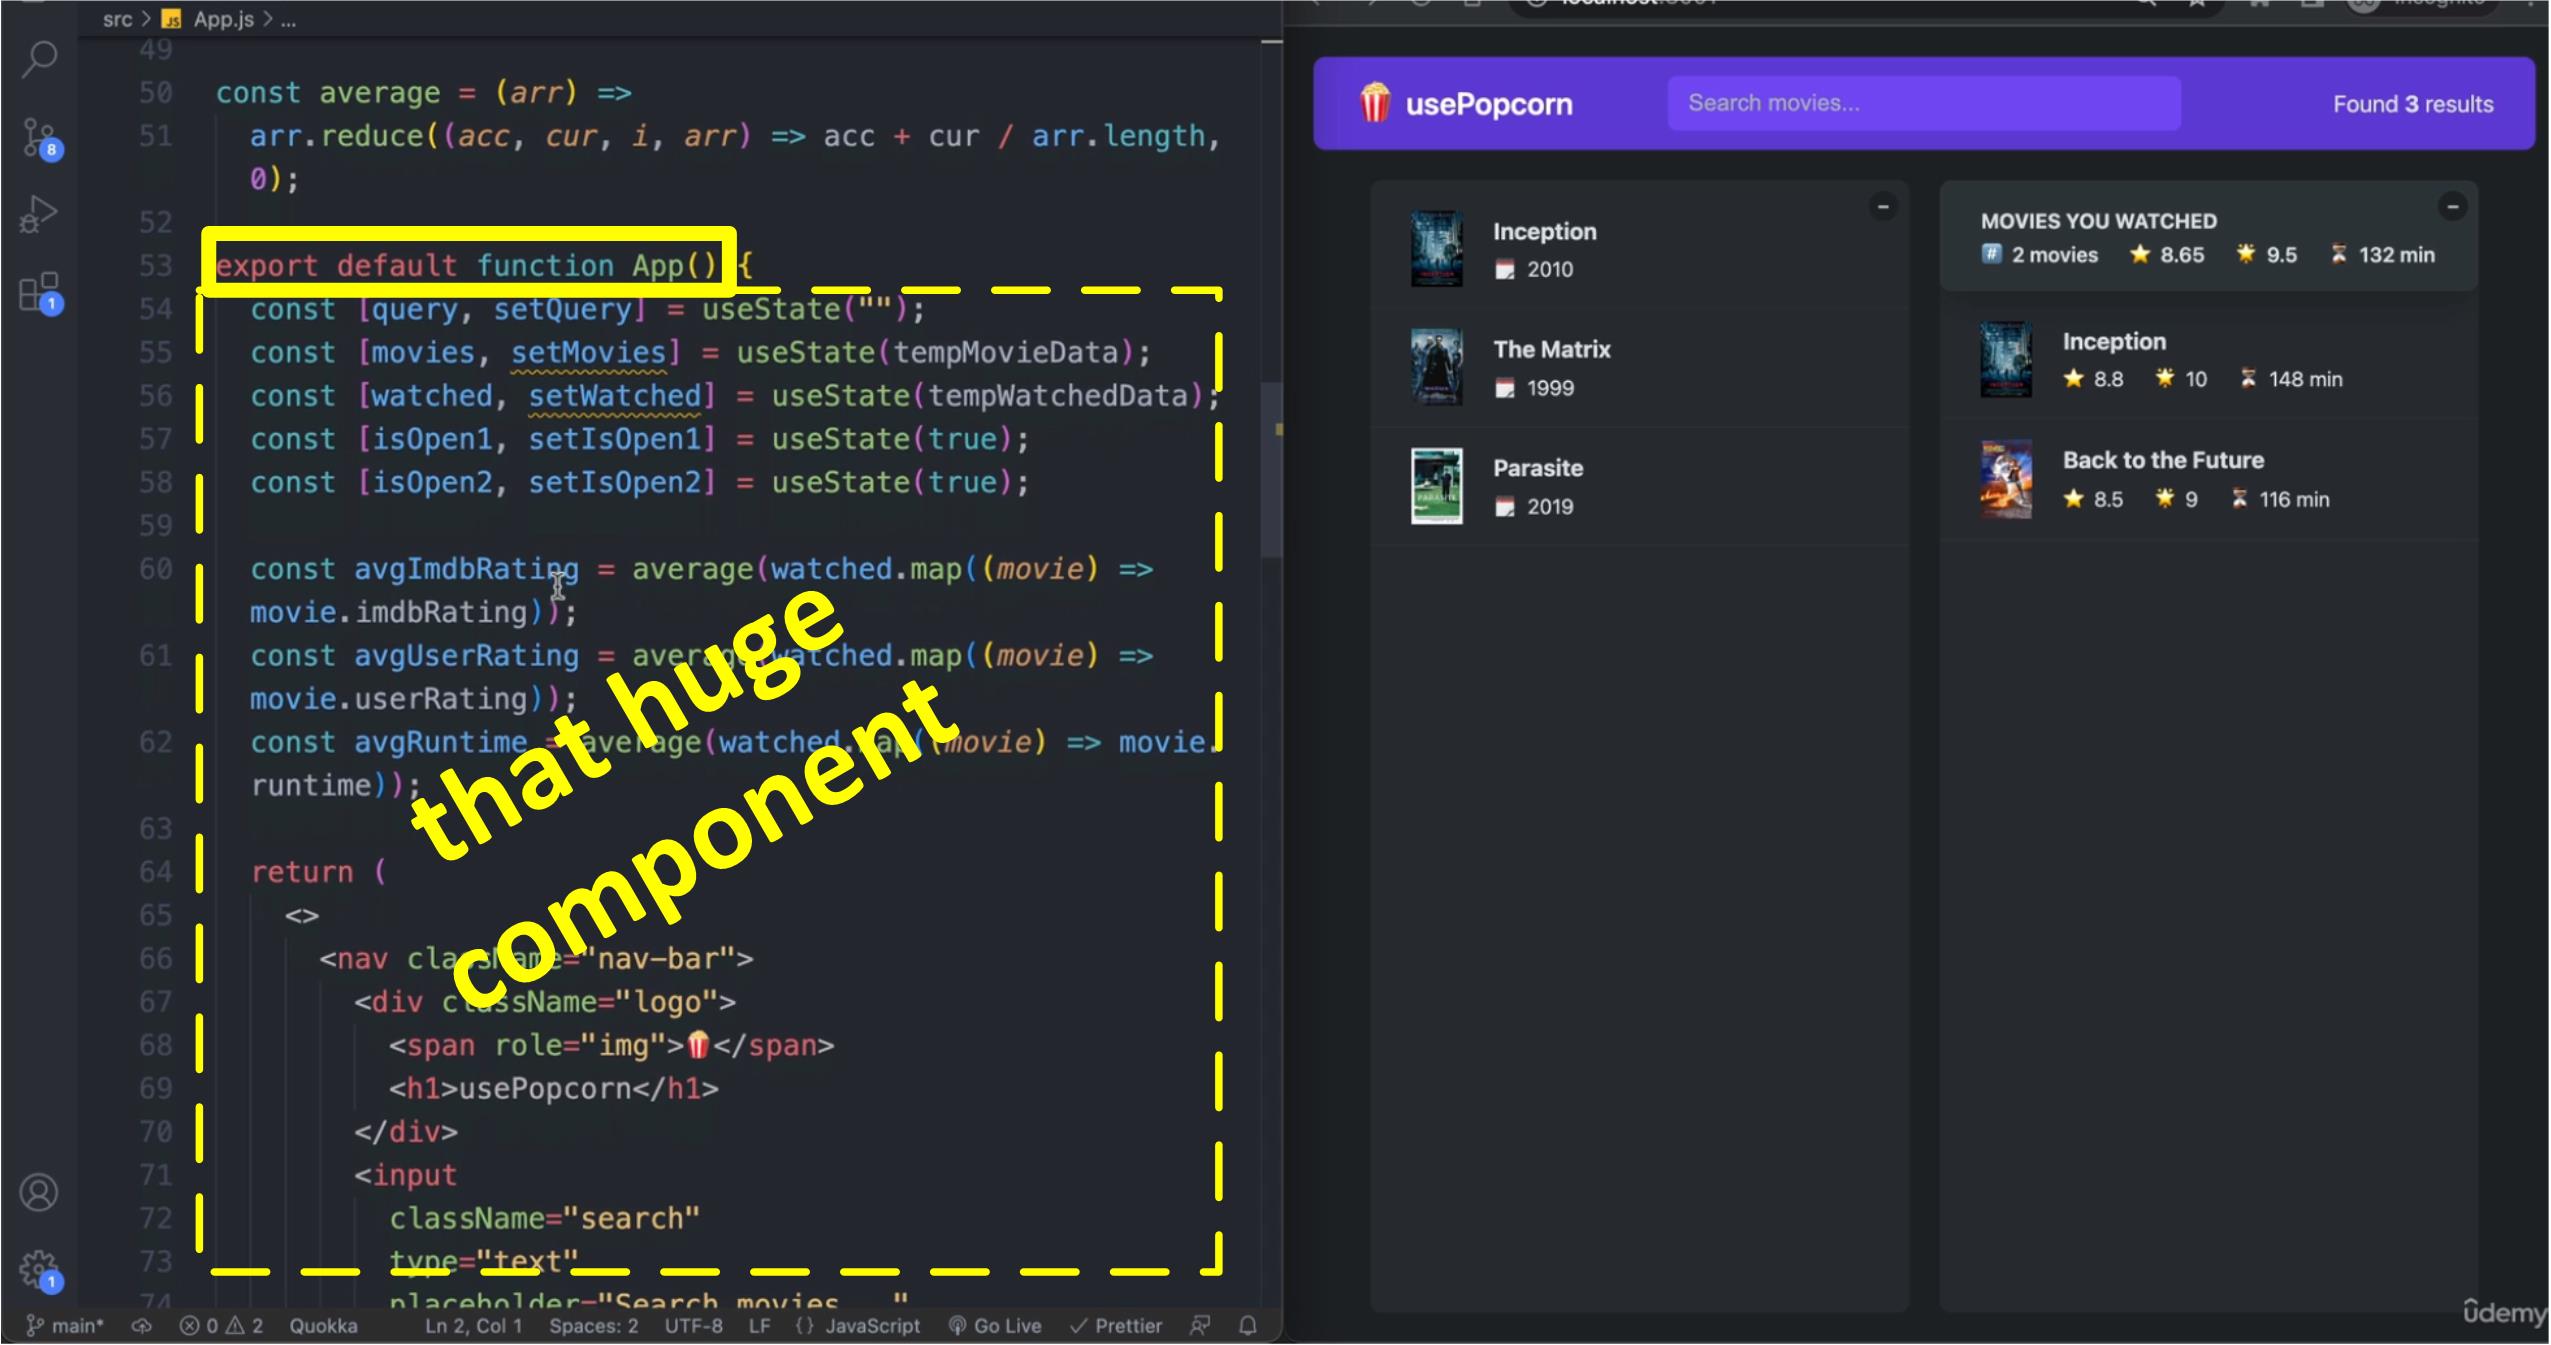 src > JS App.js > ...
49
50 const average = (arr) =>
51 arr.reduce((acc, cur, i, arr) => acc + cur / arr.length,
0);
52
53 export default function App() {
54 const [query, setQuery] = useState("");
55 const [movies, setMovies] = useState(tempMovieData);
56 const [watched, setWatched] = useState(tempWatchedData);
57 const [isOpen1, setIsOpen1] = useState(true);
58 const [isOpen2, setIsOpen2] = useState(true);
59
60 const avgImdbRating = average(watched.map((movie) =>
movie.imdbRating));
61 const avgUserRating = average(watched.map((movie) =>
movie.userRating));
62 const avgRuntime = average(watched.map((movie) => movie.
runtime));
63
64 return (
65 <>
66 <nav className="nav-bar">
67 <div className="logo">
68 <span role="img">🍿</span>
69 <h1>usePopcorn</h1>
70 </div>
71 <input
72 className="search"
73 type="text"
74 placeholder="Search movies..."
that huge
component
8
1
1
main* 0 2 Quokka Ln 2, Col 1 Spaces: 2 UTF-8 LF {} JavaScript Go Live Prettier
Incognito
🍿 usePopcorn Search movies... Found 3 results
Inception
2010
The Matrix
1999
Parasite
2019
MOVIES YOU WATCHED
#️⃣ 2 movies ⭐ 8.65 🌟 9.5 ⏳ 132 min
Inception
⭐ 8.8 🌟 10 ⏳ 148 min
Back to the Future
⭐ 8.5 🌟 9 ⏳ 116 min
udemy